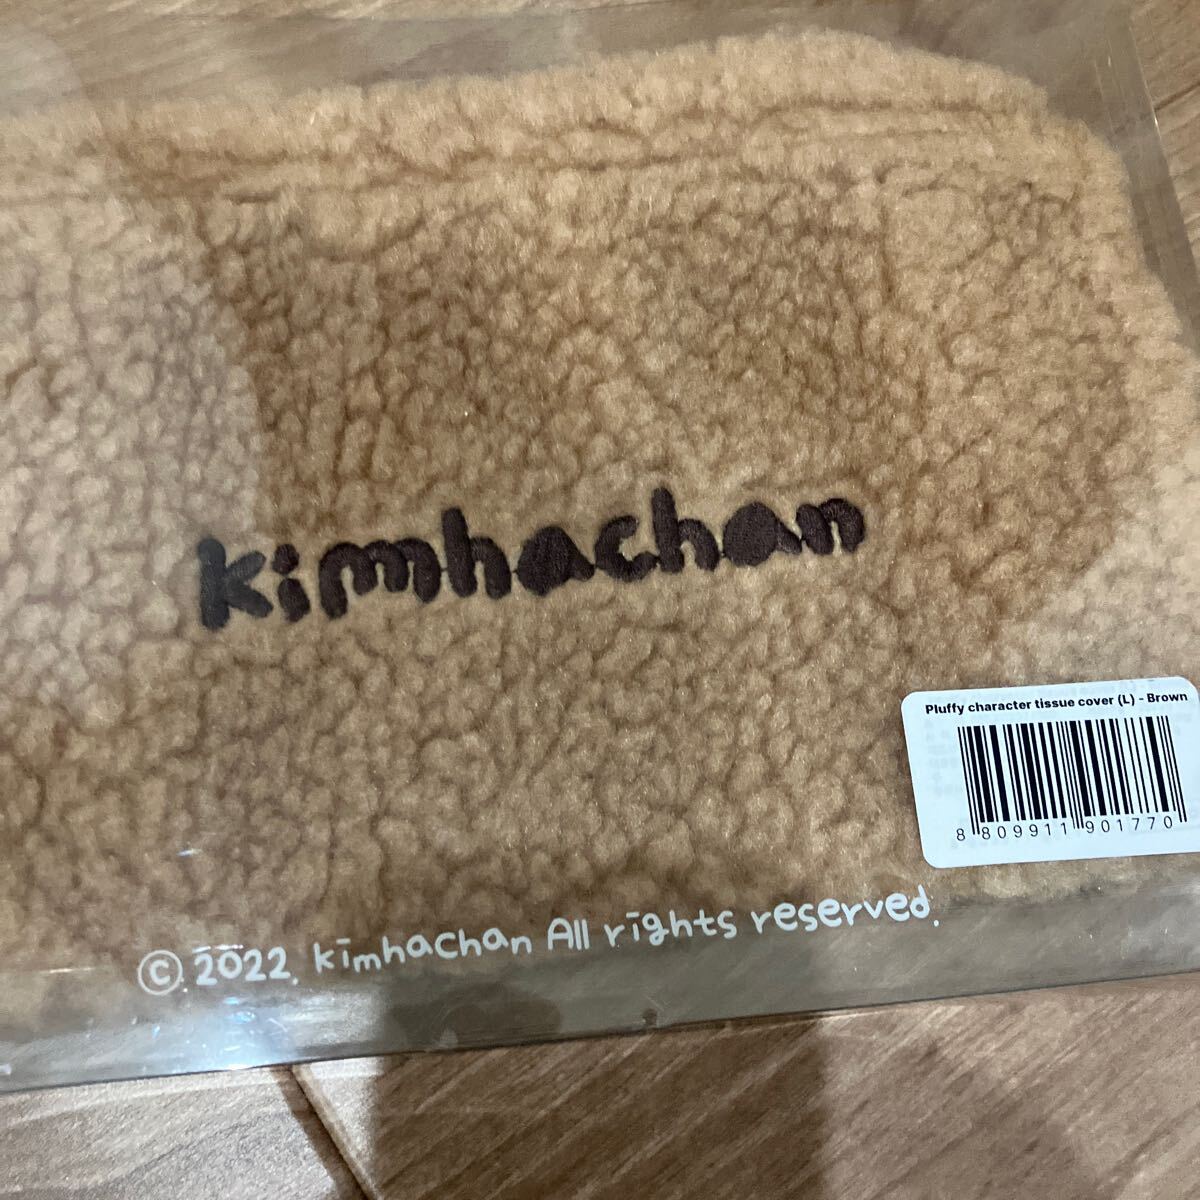 kimhachan
Pluffy character tissue cover (L) - Brown
8 809911 901770
© 2022. kimhachan All rights reserved.